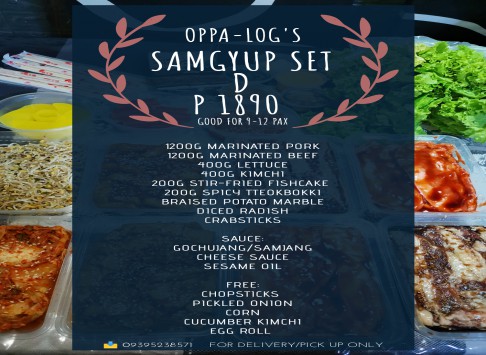 OPPA-LOG'S
SAMGYUP SET
D
P 1890
GOOD FOR 9-12 PAX
1200G MARINATED PORK
1200G MARINATED BEEF
400G LETTUCE
400G KIMCHI
200G STIR-FRIED FISHCAKE
200G SPICY TTEOKBOKKI
BRAISED POTATO MARBLE
DICED RADISH
CRABSTICKS
SAUCE:
GOCHUJANG/SAMJANG
CHEESE SAUCE
SESAME OIL
FREE:
CHOPSTICKS
PICKLED ONION
CORN
CUCUMBER KIMCHI
EGG ROLL
09395238571 FOR DELIVERY/PICK UP ONLY